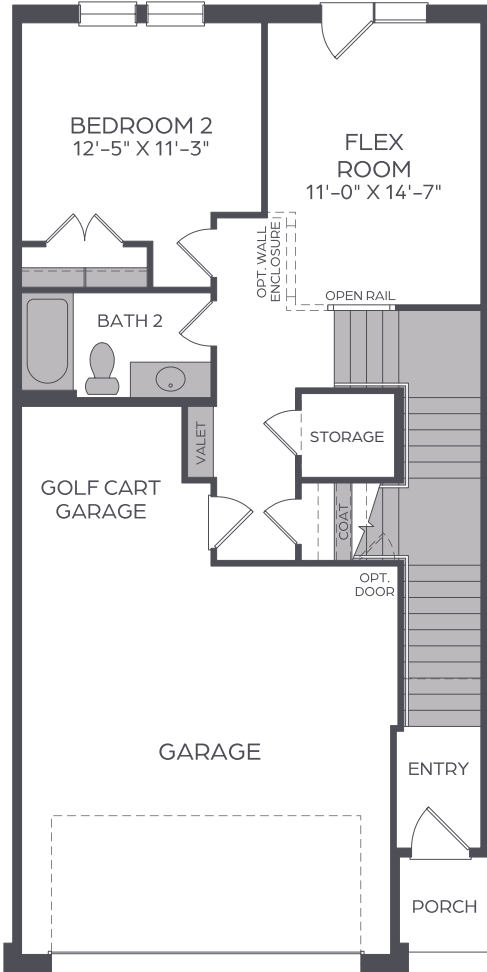 BEDROOM 2
12'-5" X 11'-3"
FLEX
ROOM
11'-0" X 14'-7"
OPT. WALL
ENCLOSURE
OPEN RAIL
BATH 2
VALET
STORAGE
GOLF CART
GARAGE
COAT
OPT.
DOOR
GARAGE
ENTRY
PORCH